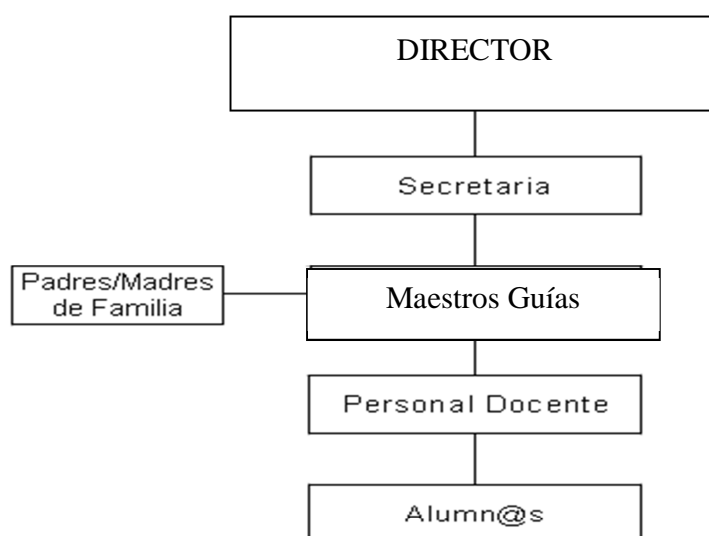 DIRECTOR
Secretaria
Padres/Madres
de Familia
Maestros Guías
Personal Docente
Alumn@s